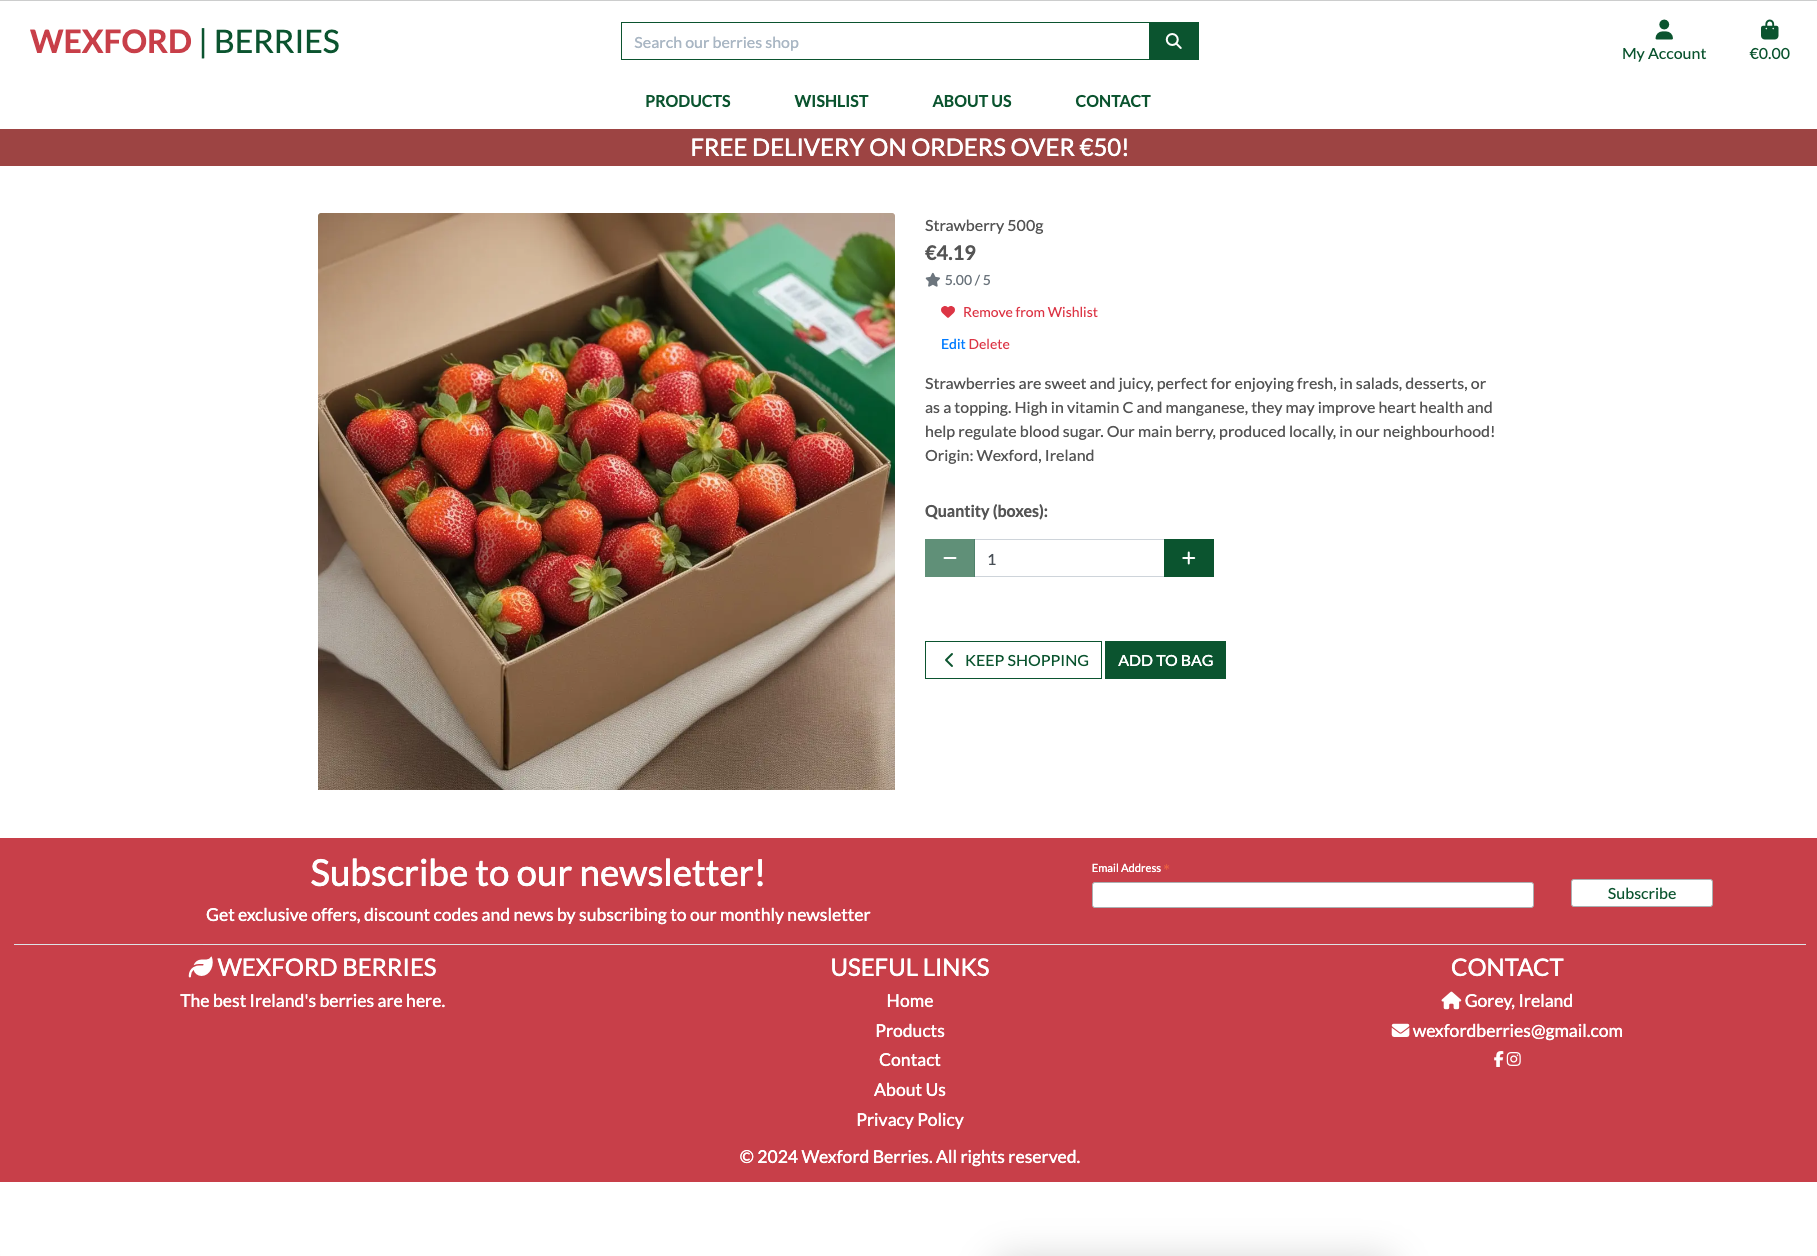 WEXFORD | BERRIES
Search our berries shop
My Account
€0.00
PRODUCTS
WISHLIST
ABOUT US
CONTACT
FREE DELIVERY ON ORDERS OVER €50!
Strawberry 500g
€4.19
5.00 / 5
Remove from Wishlist
Edit Delete
Strawberries are sweet and juicy, perfect for enjoying fresh, in salads, desserts, or
as a topping. High in vitamin C and manganese, they may improve heart health and
help regulate blood sugar. Our main berry, produced locally, in our neighbourhood!
Origin: Wexford, Ireland
Quantity (boxes):
1
KEEP SHOPPING
ADD TO BAG
Subscribe to our newsletter!
Get exclusive offers, discount codes and news by subscribing to our monthly newsletter
Email Address *
Subscribe
WEXFORD BERRIES
The best Ireland's berries are here.
USEFUL LINKS
Home
Products
Contact
About Us
Privacy Policy
CONTACT
Gorey, Ireland
wexfordberries@gmail.com
© 2024 Wexford Berries. All rights reserved.